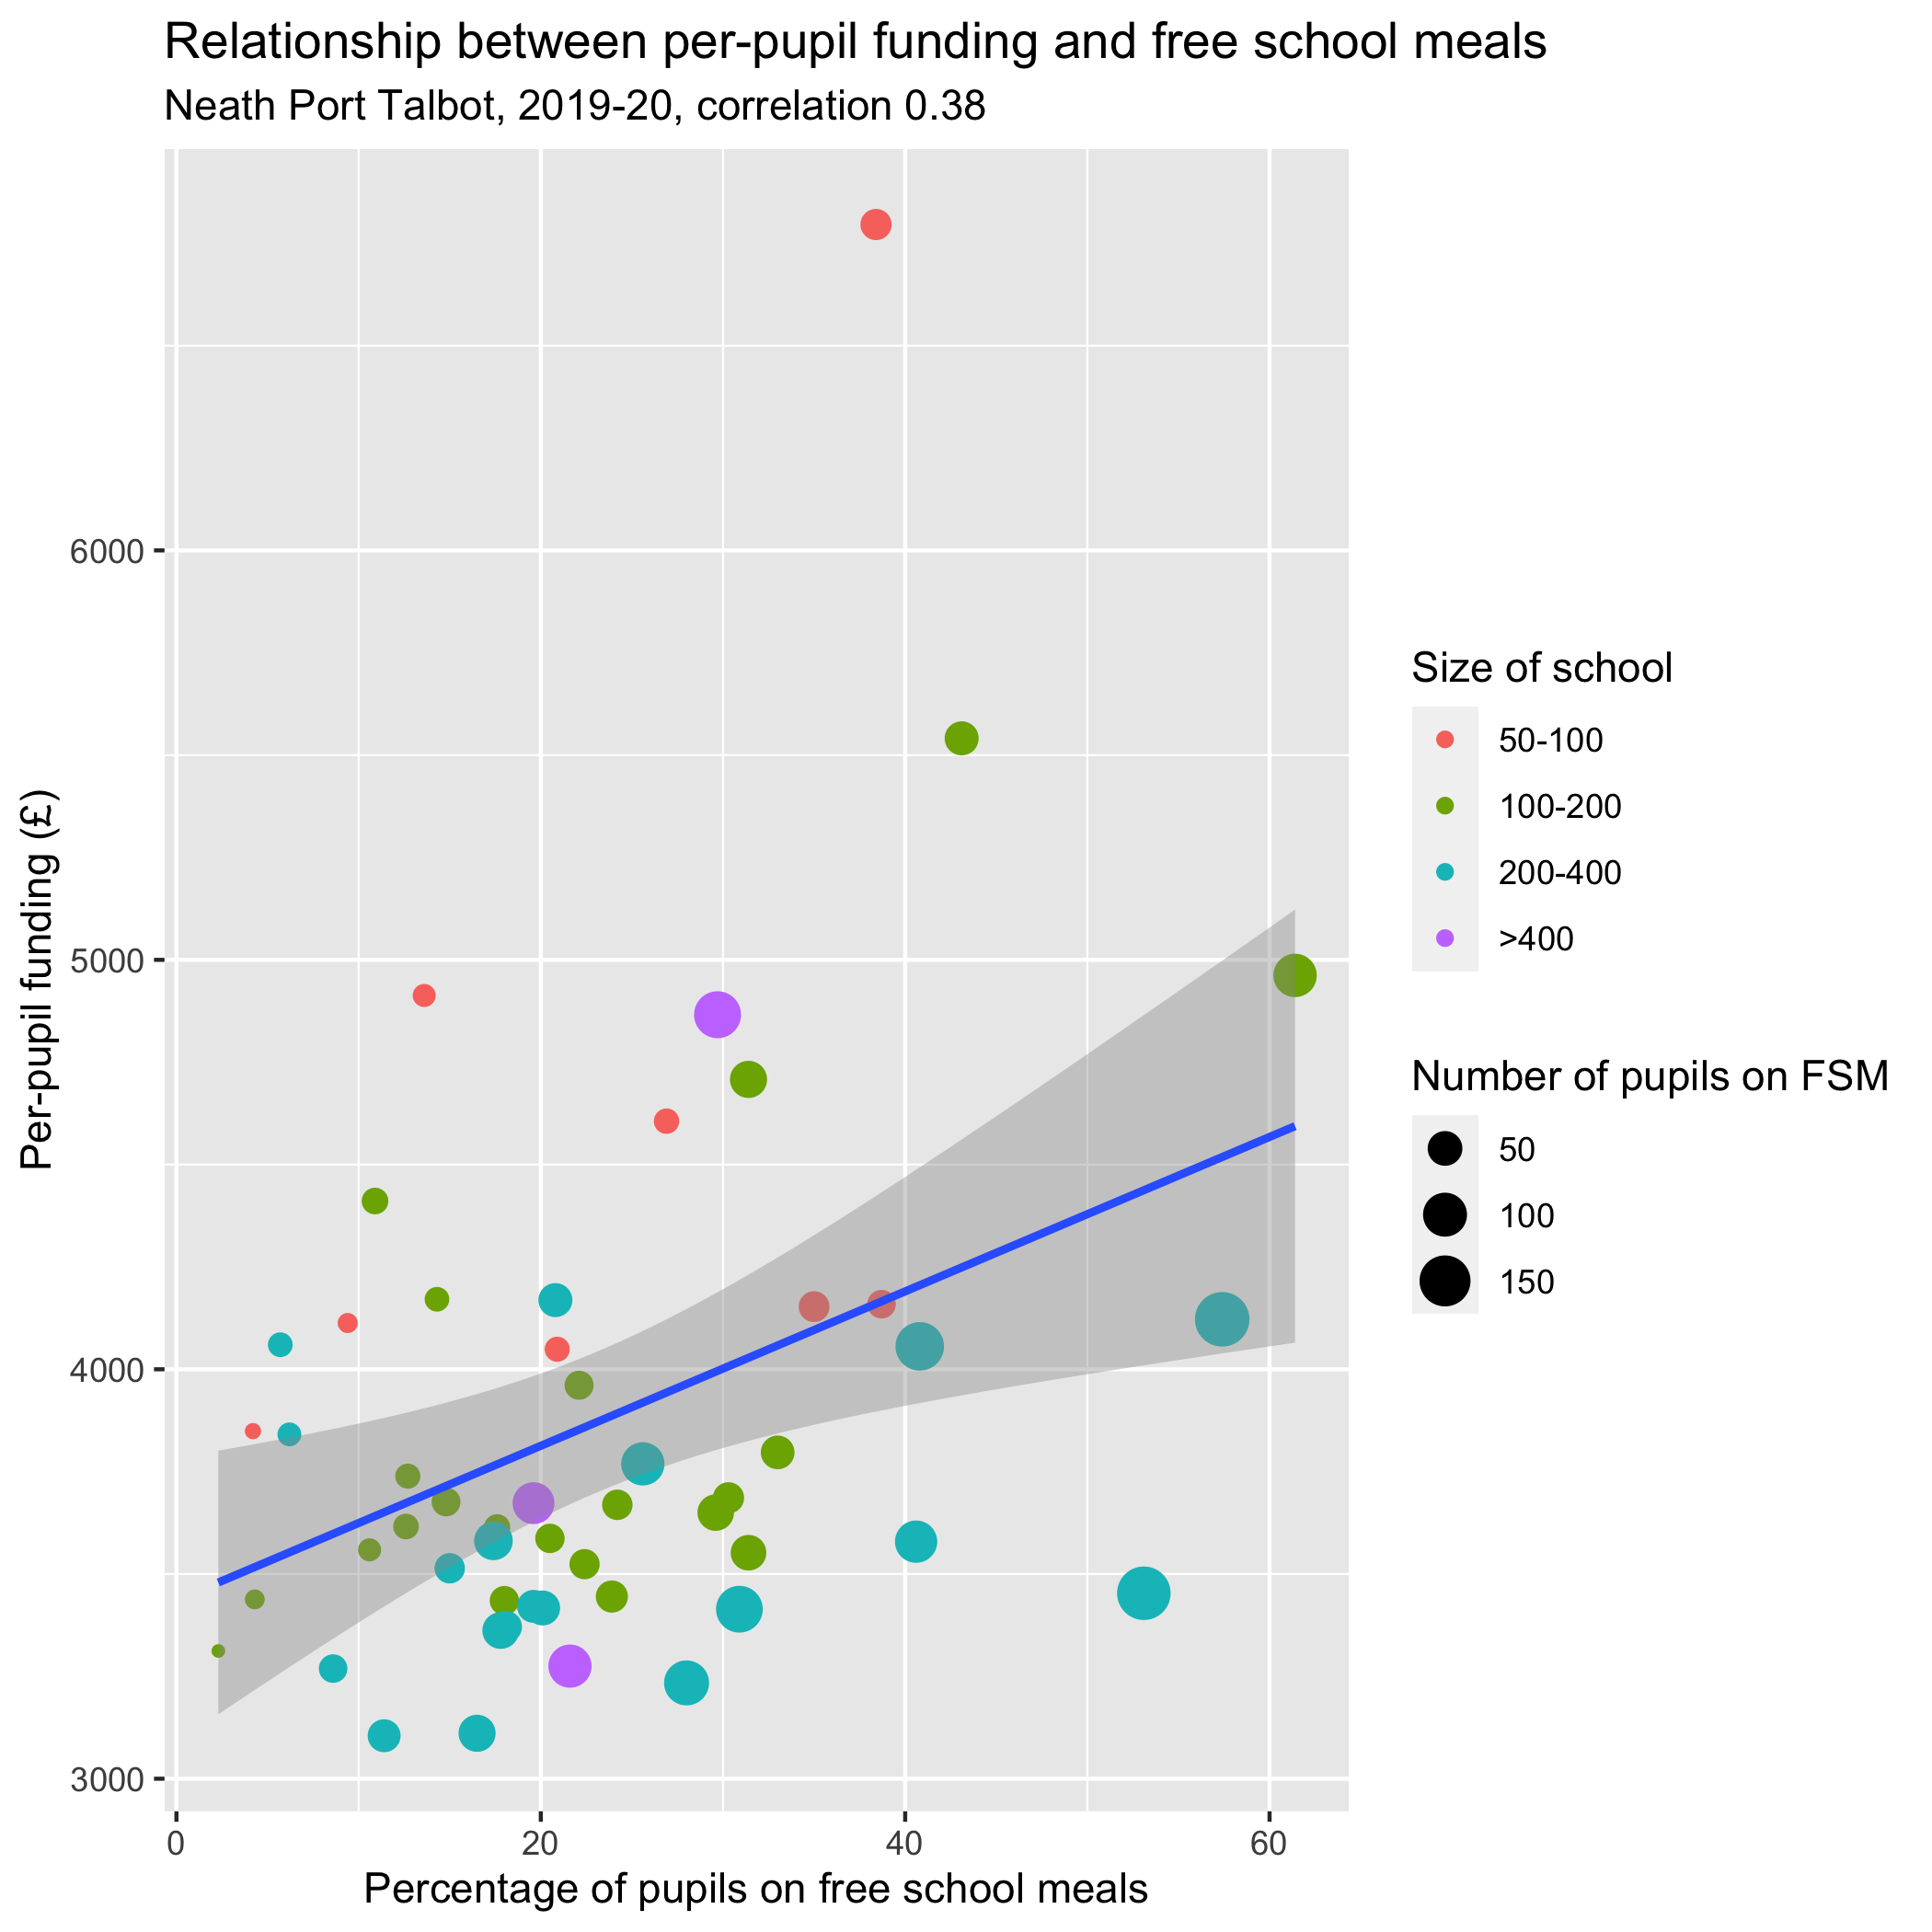 Relationship between per-pupil funding and free school meals
Neath Port Talbot, 2019-20, correlation 0.38
Per-pupil funding (£)
6000
5000
4000
3000
0
20
40
60
Percentage of pupils on free school meals
Size of school
50-100
100-200
200-400
>400
Number of pupils on FSM
50
100
150